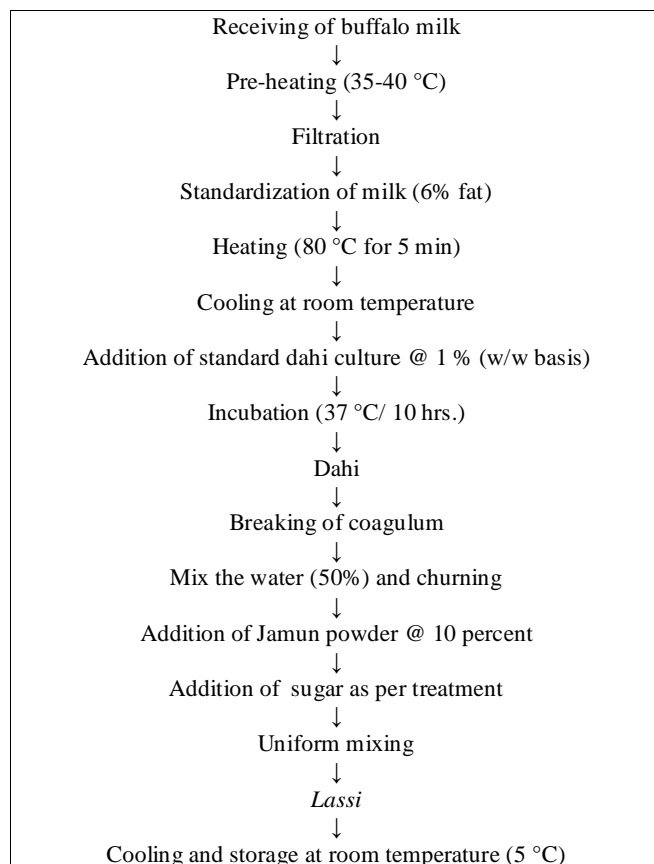 Receiving of buffalo milk
↓
Pre-heating (35-40 °C)
↓
Filtration
↓
Standardization of milk (6% fat)
↓
Heating (80 °C for 5 min)
↓
Cooling at room temperature
↓
Addition of standard dahi culture @ 1 % (w/w basis)
↓
Incubation (37 °C/ 10 hrs.)
↓
Dahi
↓
Breaking of coagulum
↓
Mix the water (50%) and churning
↓
Addition of Jamun powder @ 10 percent
↓
Addition of sugar as per treatment
↓
Uniform mixing
↓
Lassi
↓
Cooling and storage at room temperature (5 °C)